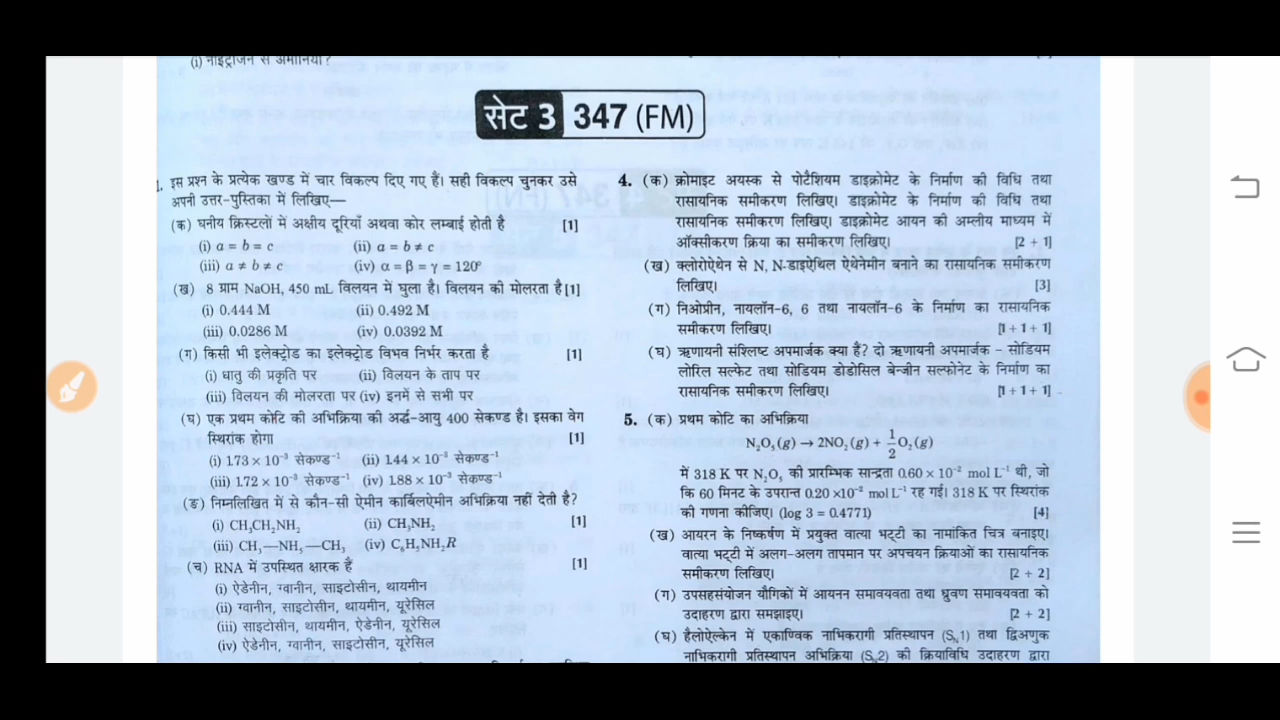 (i) नाइट्रोजन से अमोनिया?
सेट 3 347 (FM)
1. इस प्रश्न के प्रत्येक खण्ड में चार विकल्प दिए गए हैं। सही विकल्प चुनकर उसे
अपनी उत्तर-पुस्तिका में लिखिए—
(क) घनीय क्रिस्टलों में अक्षीय दूरियाँ अथवा कोर लम्बाई होती है [1]
(i) a = b = c (ii) a = b ≠ c
(iii) a ≠ b ≠ c (iv) α = β = γ = 120°
(ख) 8 ग्राम NaOH, 450 mL विलयन में घुला है। विलयन की मोलरता है [1]
(i) 0.444 M (ii) 0.492 M
(iii) 0.0286 M (iv) 0.0392 M
(ग) किसी भी इलेक्ट्रोड का इलेक्ट्रोड विभव निर्भर करता है [1]
(i) धातु की प्रकृति पर (ii) विलयन के ताप पर
(iii) विलयन की मोलरता पर (iv) इनमें से सभी पर
(घ) एक प्रथम कोटि की अभिक्रिया की अर्द्ध-आयु 400 सेकण्ड है। इसका वेग
स्थिरांक होगा [1]
(i) 1.73 × 10⁻³ सेकण्ड⁻¹ (ii) 1.44 × 10⁻³ सेकण्ड⁻¹
(iii) 1.72 × 10⁻³ सेकण्ड⁻¹ (iv) 1.88 × 10⁻³ सेकण्ड⁻¹
(ङ) निम्नलिखित में से कौन-सी ऐमीन कार्बिलऐमीन अभिक्रिया नहीं देती है?
(i) CH₃CH₂NH₂ (ii) CH₃NH₂ [1]
(iii) CH₃—NH₅—CH₃ (iv) C₆H₅NH₂R
(च) RNA में उपस्थित क्षारक हैं [1]
(i) ऐडेनीन, ग्वानीन, साइटोसीन, थायमीन
(ii) ग्वानीन, साइटोसीन, थायमीन, यूरेसिल
(iii) साइटोसीन, थायमीन, ऐडेनीन, यूरेसिल
(iv) ऐडेनीन, ग्वानीन, साइटोसीन, यूरेसिल
4. (क) क्रोमाइट अयस्क से पोटैशियम डाइक्रोमेट के निर्माण की विधि तथा
रासायनिक समीकरण लिखिए। डाइक्रोमेट के निर्माण की विधि तथा
रासायनिक समीकरण लिखिए। डाइक्रोमेट आयन की अम्लीय माध्यम में
ऑक्सीकरण क्रिया का समीकरण लिखिए। [2 + 1]
(ख) क्लोरोऐथेन से N, N-डाइऐथिल ऐथेनेमीन बनाने का रासायनिक समीकरण
लिखिए। [3]
(ग) निओप्रीन, नायलॉन-6, 6 तथा नायलॉन-6 के निर्माण का रासायनिक
समीकरण लिखिए। [1 + 1 + 1]
(घ) ऋणायनी संश्लिष्ट अपमार्जक क्या हैं? दो ऋणायनी अपमार्जक - सोडियम
लोरिल सल्फेट तथा सोडियम डोडोसिल बेन्जीन सल्फोनेट के निर्माण का
रासायनिक समीकरण लिखिए। [1 + 1 + 1]
5. (क) प्रथम कोटि का अभिक्रिया
N₂O₅(g) → 2NO₂(g) + 1/2 O₂(g)
में 318 K पर N₂O₅ की प्रारम्भिक सान्द्रता 0.60 × 10⁻² mol L⁻¹ थी, जो
कि 60 मिनट के उपरान्त 0.20 ×10⁻² mol L⁻¹ रह गई। 318 K पर स्थिरांक
की गणना कीजिए। (log 3 = 0.4771) [4]
(ख) आयरन के निष्कर्षण में प्रयुक्त वात्या भट्टी का नामांकित चित्र बनाइए।
वात्या भट्टी में अलग-अलग तापमान पर अपचयन क्रियाओं का रासायनिक
समीकरण लिखिए। [2 + 2]
(ग) उपसहसंयोजन यौगिकों में आयनन समावयवता तथा ध्रुवण समावयवता को
उदाहरण द्वारा समझाइए। [2 + 2]
(घ) हैलोऐल्केन में एकाण्विक नाभिकरागी प्रतिस्थापन (S_N1) तथा द्विअणुक
नाभिकरागी प्रतिस्थापन अभिक्रिया (S_N2) की क्रियाविधि उदाहरण द्वारा